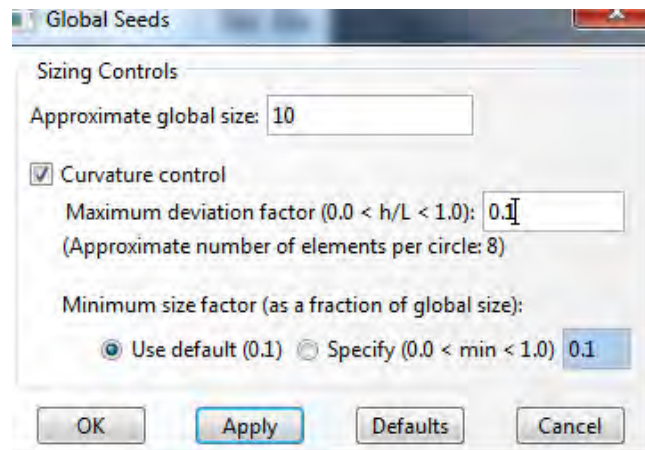 Global Seeds
Sizing Controls
Approximate global size: 10
Curvature control
Maximum deviation factor (0.0 < h/L < 1.0): 0.1
(Approximate number of elements per circle: 8)
Minimum size factor (as a fraction of global size):
Use default (0.1) Specify (0.0 < min < 1.0) 0.1
OK Apply Defaults Cancel